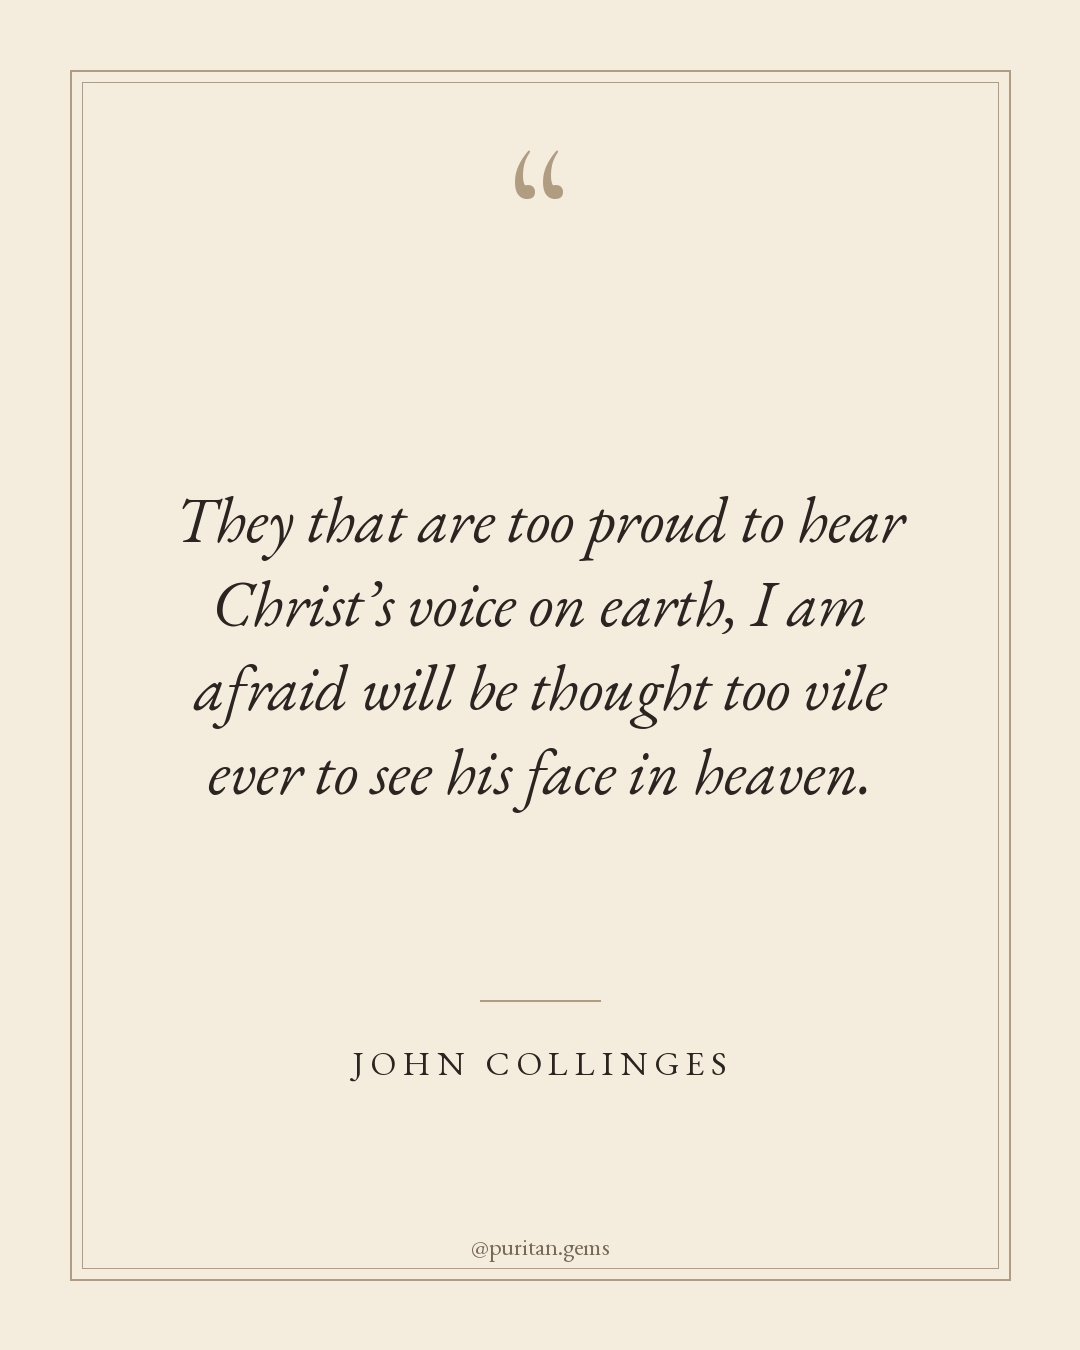 “
They that are too proud to hear
Christ’s voice on earth, I am
afraid will be thought too vile
ever to see his face in heaven.
JOHN COLLINGES
@puritan.gems